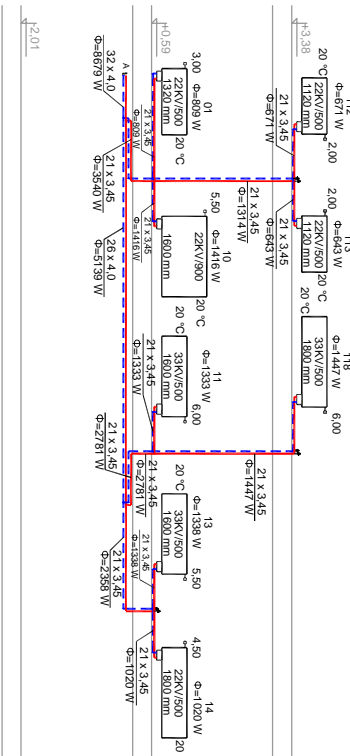 -2,01
+0,59
+3,38
112
Φ=671 W
20 °C
22KV/500
1120 mm
2,00
21 x 3,45
Φ=671 W
113
Φ=643 W
2,00
22KV/500
1120 mm
20 °C
21 x 3,45
Φ=643 W
118
Φ=1447 W
20 °C
33KV/500
1800 mm
6,00
21 x 3,45
Φ=1314 W
21 x 3,45
Φ=1447 W
01
Φ=809 W
3,00
22KV/500
1320 mm
20 °C
21 x 3,45
Φ=809 W
10
Φ=1416 W
5,50
22KV/900
1600 mm
20 °C
21 x 3,45
Φ=1416 W
11
Φ=1333 W
20 °C
33KV/500
1600 mm
6,00
21 x 3,45
Φ=1333 W
13
Φ=1338 W
20 °C
33KV/500
1600 mm
5,50
21 x 3,45
Φ=1338 W
14
Φ=1020 W
4,50
22KV/500
1800 mm
20
21 x 3,45
Φ=1020 W
A
32 x 4,0
Φ=8679 W
21 x 3,45
Φ=3540 W
26 x 4,0
Φ=5139 W
21 x 3,45
Φ=2781 W
21 x 3,45
Φ=2781 W
21 x 3,45
Φ=2358 W